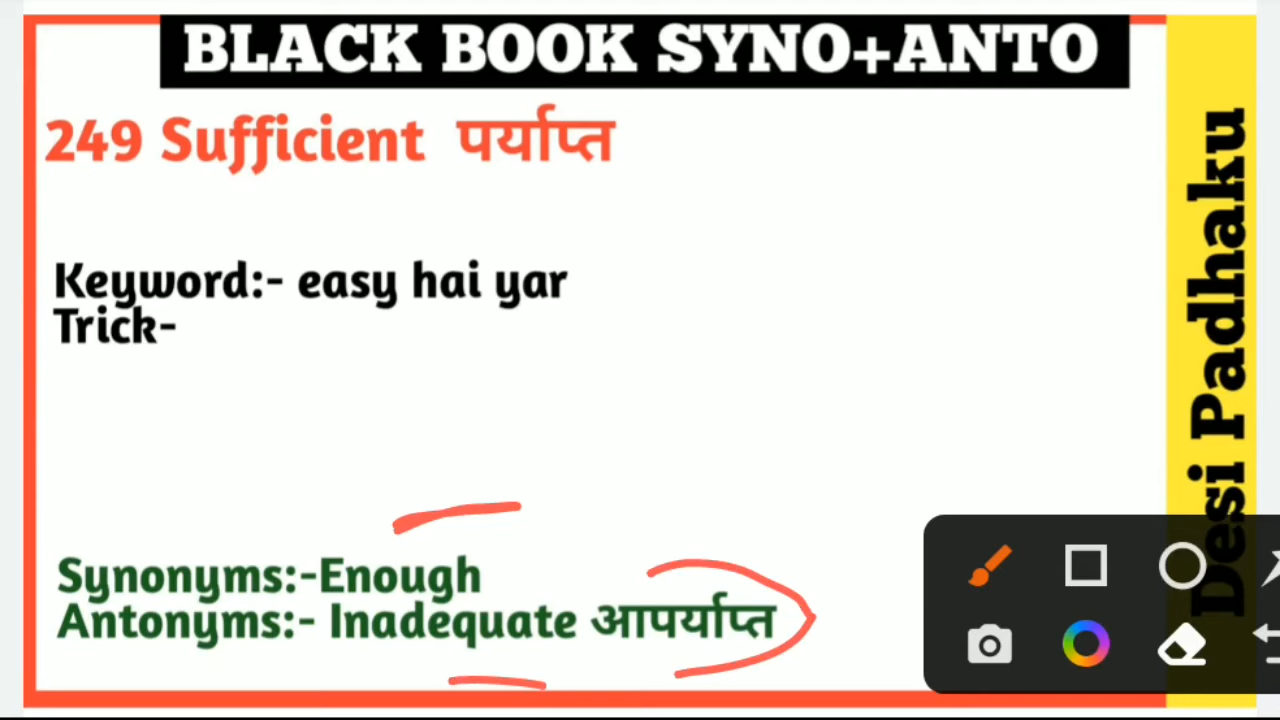 BLACK BOOK SYNO+ANTO
249 Sufficient पर्याप्त
Keyword:- easy hai yar
Trick-
Synonyms:-Enough
Antonyms:- Inadequate आपर्याप्त
Desi Padhaku